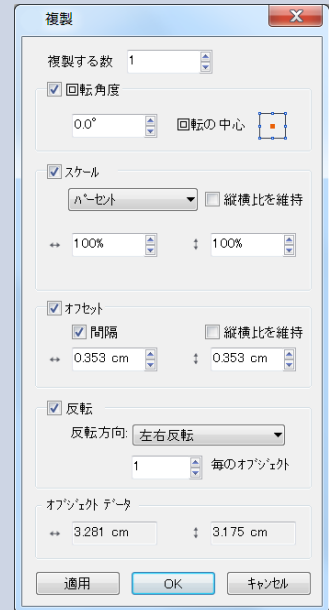 複製
複製する数 1
回転角度
0.0° 回転の中心
スケール
パーセント 縦横比を維持
↔ 100% ↕ 100%
オフセット
間隔 縦横比を維持
↔ 0.353 cm ↕ 0.353 cm
反転
反転方向: 左右反転
1 毎のオブジェクト
オブジェクト データ
↔ 3.281 cm ↕ 3.175 cm
適用 OK キャンセル